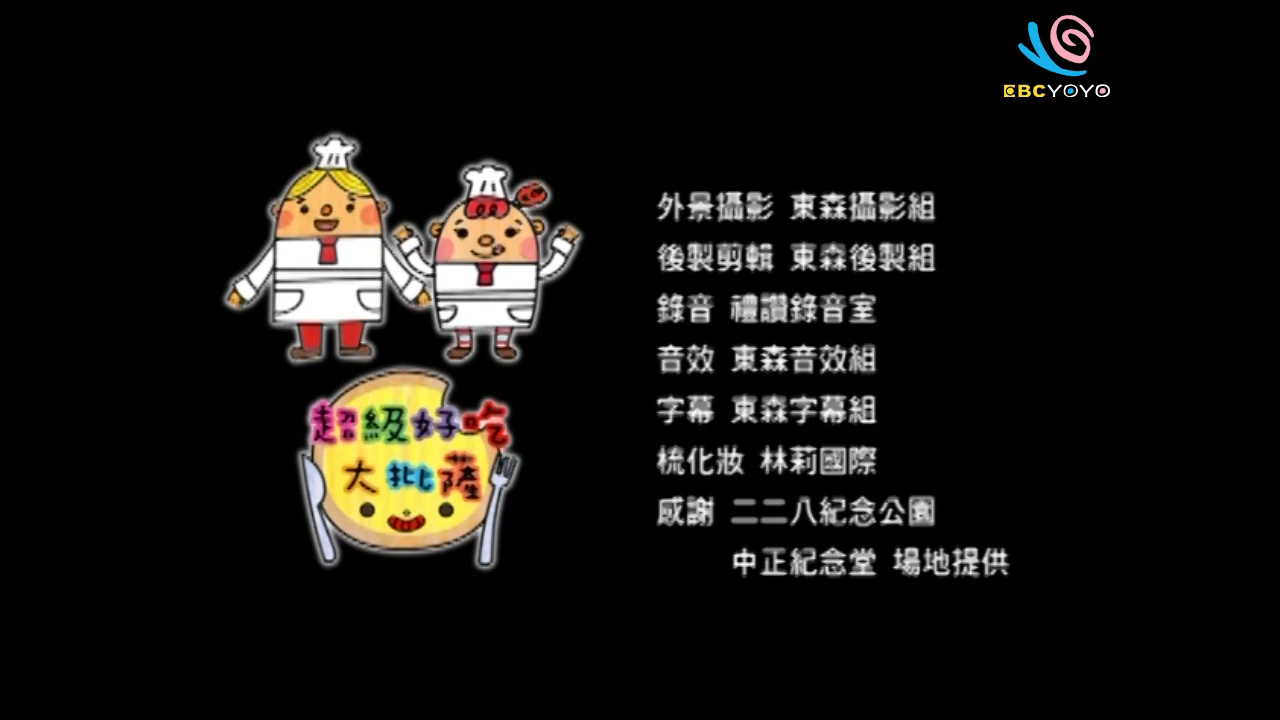 EBCYOYO
外景攝影 東森攝影組
後製剪輯 東森後製組
錄音 禮讚錄音室
音效 東森音效組
字幕 東森字幕組
梳化妝 林莉國際
感謝 二二八紀念公園
中正紀念堂 場地提供
超級好吃
大批薩